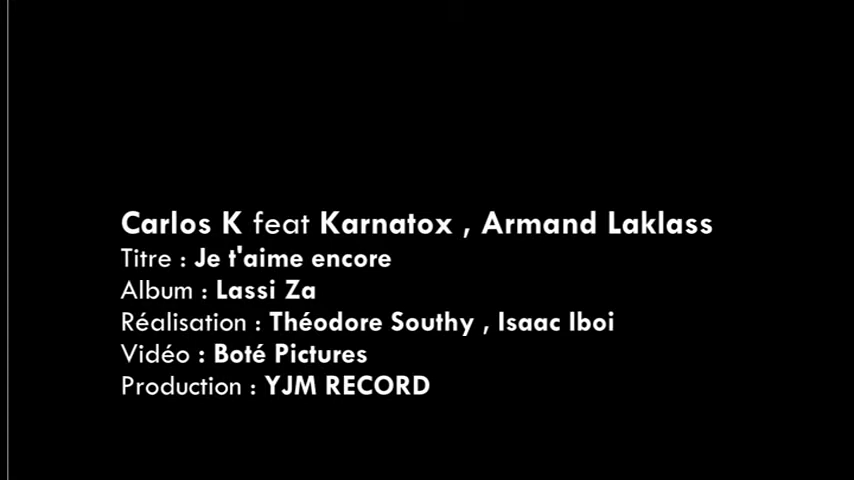 Carlos K feat Karnatox , Armand Laklass
Titre : Je t'aime encore
Album : Lassi Za
Réalisation : Théodore Southy , Isaac Iboi
Vidéo : Boté Pictures
Production : YJM RECORD